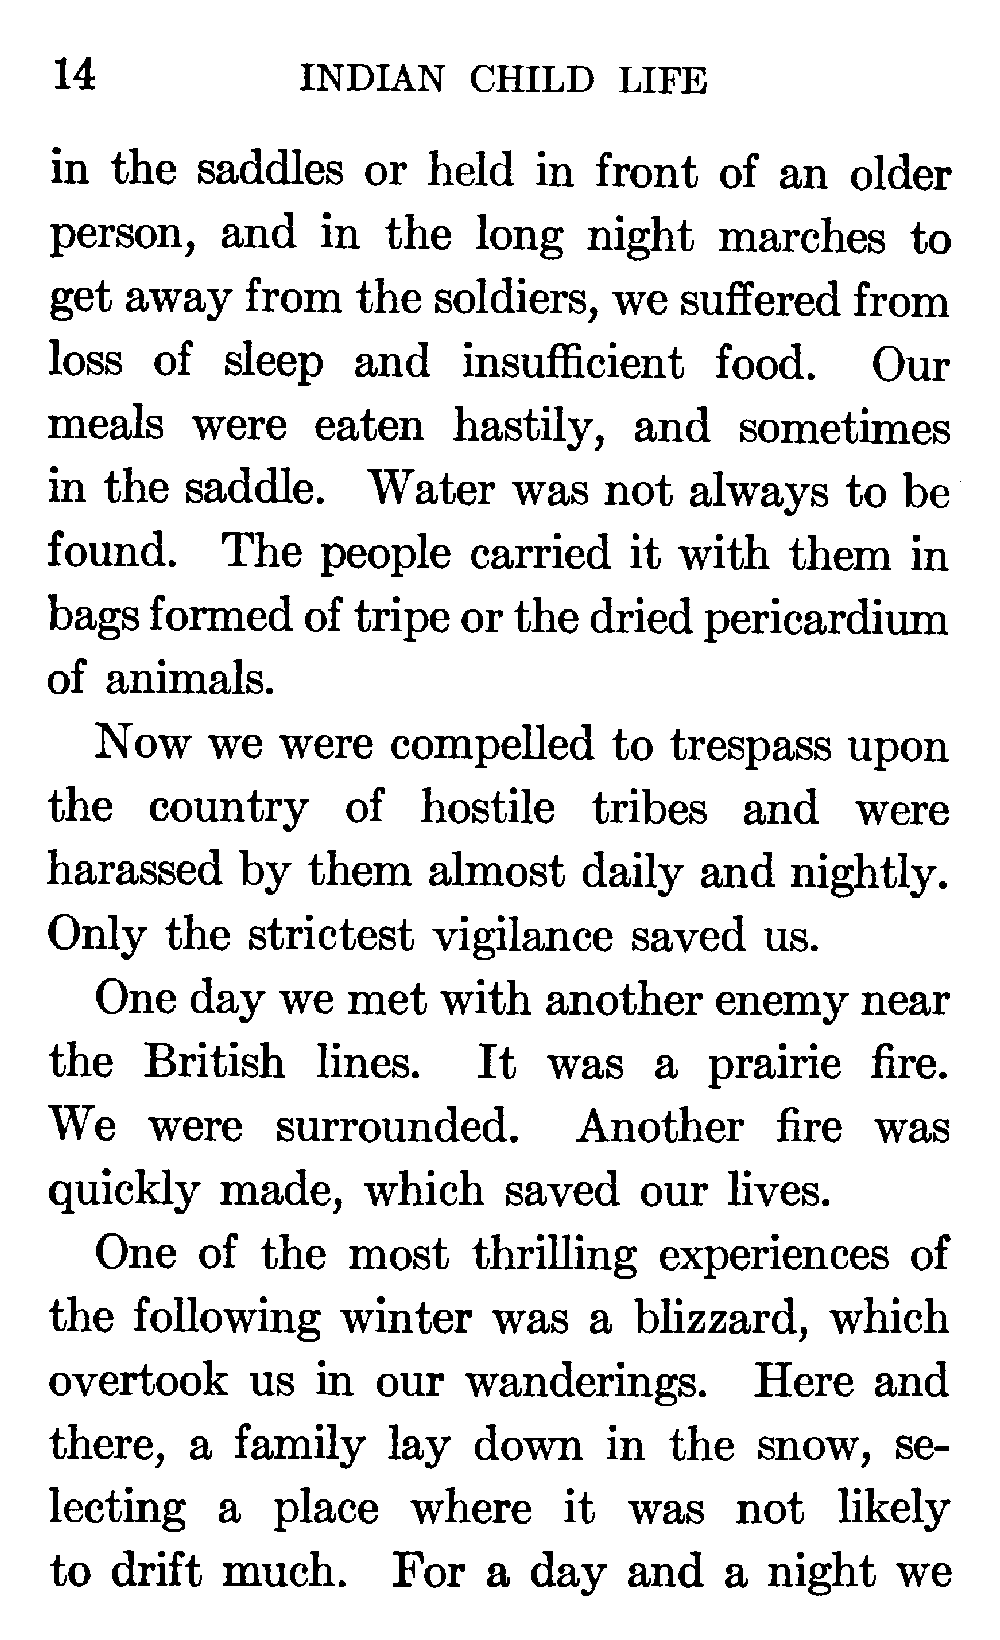 14 INDIAN CHILD LIFE
in the saddles or held in front of an older
person, and in the long night marches to
get away from the soldiers, we suffered from
loss of sleep and insufficient food. Our
meals were eaten hastily, and sometimes
in the saddle. Water was not always to be
found. The people carried it with them in
bags formed of tripe or the dried pericardium
of animals.
Now we were compelled to trespass upon
the country of hostile tribes and were
harassed by them almost daily and nightly.
Only the strictest vigilance saved us.
One day we met with another enemy near
the British lines. It was a prairie fire.
We were surrounded. Another fire was
quickly made, which saved our lives.
One of the most thrilling experiences of
the following winter was a blizzard, which
overtook us in our wanderings. Here and
there, a family lay down in the snow, se-
lecting a place where it was not likely
to drift much. For a day and a night we